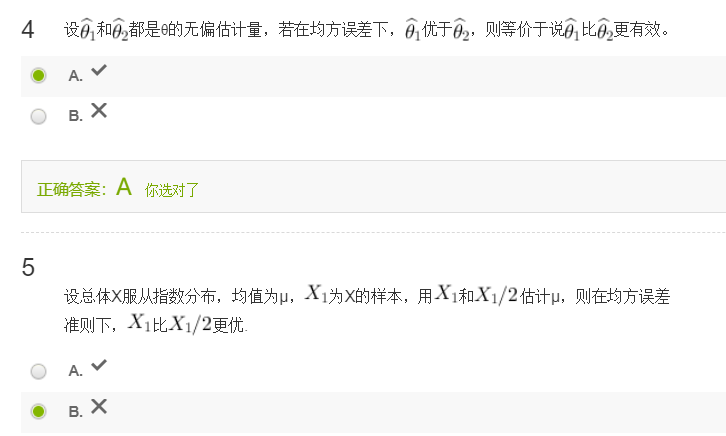 4 设θ̂₁和θ̂₂都是θ的无偏估计量，若在均方误差下，θ̂₁优于θ̂₂，则等价于说θ̂₁比θ̂₂更有效。
A. ✔
B. ✕
正确答案：A 你选对了
5
设总体X服从指数分布，均值为μ，X₁为X的样本，用X₁和X₁/2估计μ，则在均方误差
准则下，X₁比X₁/2更优.
A. ✔
B. ✕